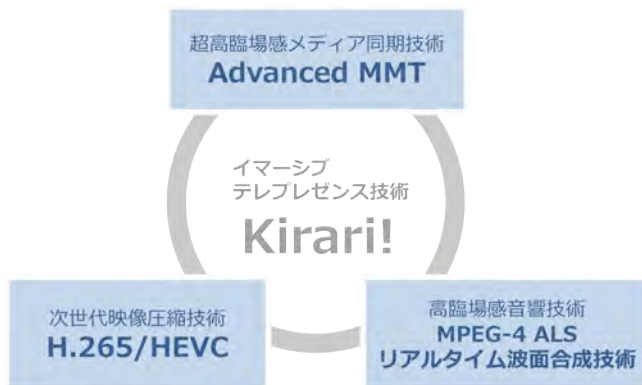 超高臨場感メディア同期技術
Advanced MMT
イマーシブ
テレプレゼンス技術
Kirari!
次世代映像圧縮技術
H.265/HEVC
高臨場感音響技術
MPEG-4 ALS
リアルタイム波面合成技術